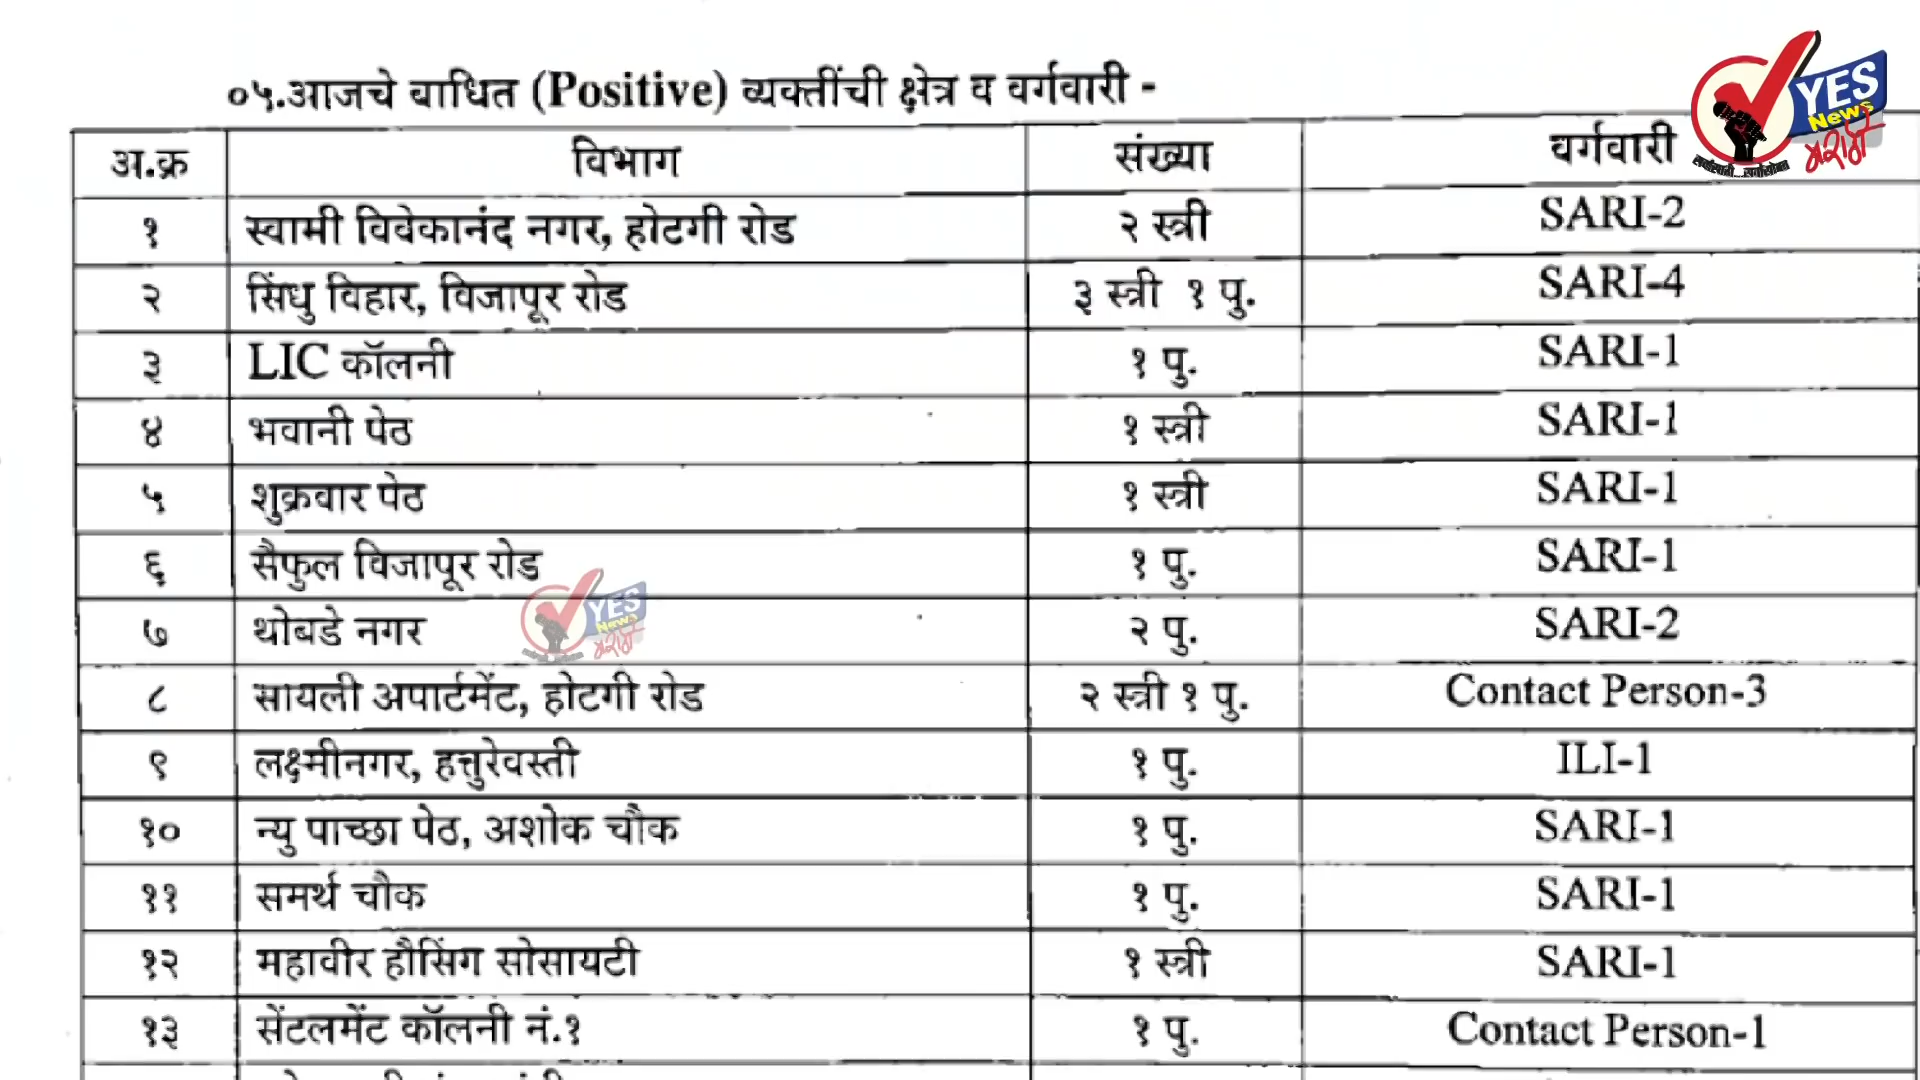 ०५.आजचे बाधित (Positive) व्यक्तींची क्षेत्र व वर्गवारी -
अ.क्र विभाग संख्या वर्गवारी
१ स्वामी विवेकानंद नगर, होटगी रोड २ स्त्री SARI-2
२ सिंधु विहार, विजापूर रोड ३ स्त्री १ पु. SARI-4
३ LIC कॉलनी १ पु. SARI-1
४ भवानी पेठ १ स्त्री SARI-1
५ शुक्रवार पेठ १ स्त्री SARI-1
६ सैफुल विजापूर रोड १ पु. SARI-1
७ थोबडे नगर २ पु. SARI-2
८ सायली अपार्टमेंट, होटगी रोड २ स्त्री १ पु. Contact Person-3
९ लक्ष्मीनगर, हत्तुरेवस्ती १ पु. ILI-1
१० न्यु पाच्छा पेठ, अशोक चौक १ पु. SARI-1
११ समर्थ चौक १ पु. SARI-1
१२ महावीर हौसिंग सोसायटी १ स्त्री SARI-1
१३ सेंटलमेंट कॉलनी नं.१ १ पु. Contact Person-1
YES
News
मराठी
YES
News
मराठी